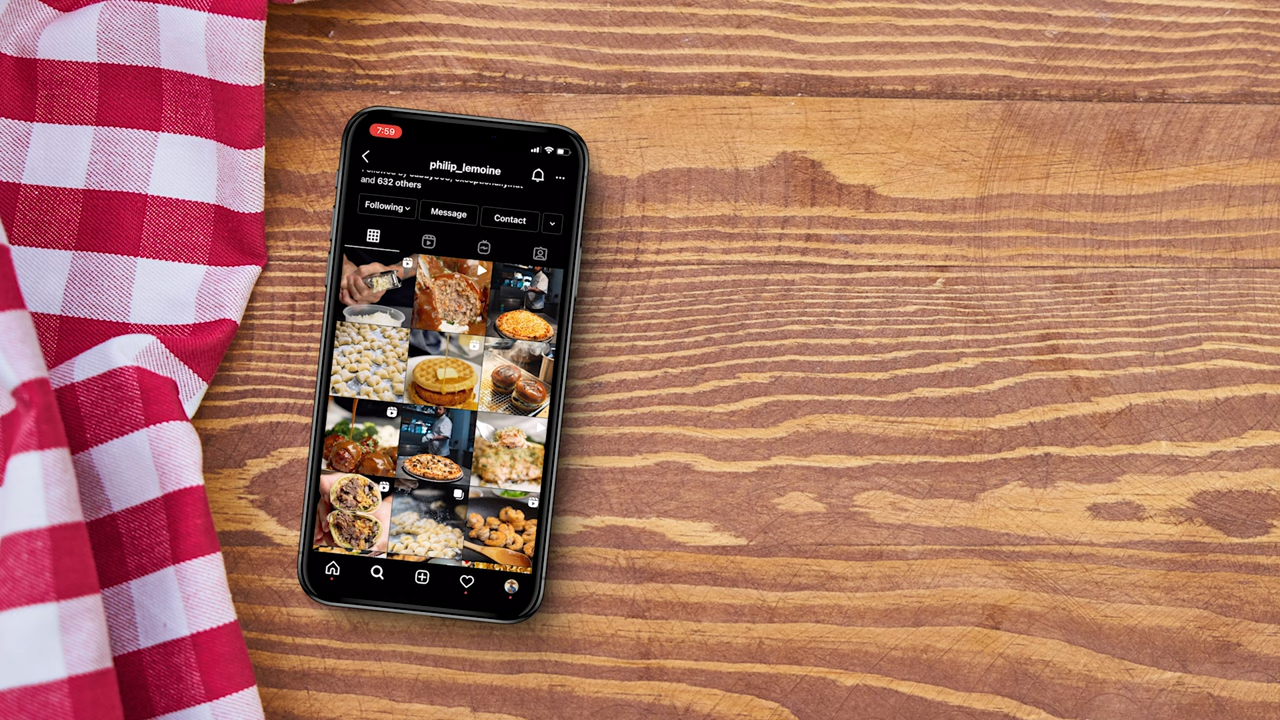 7:59
philip_lemoine
and 632 others
Following
Message
Contact